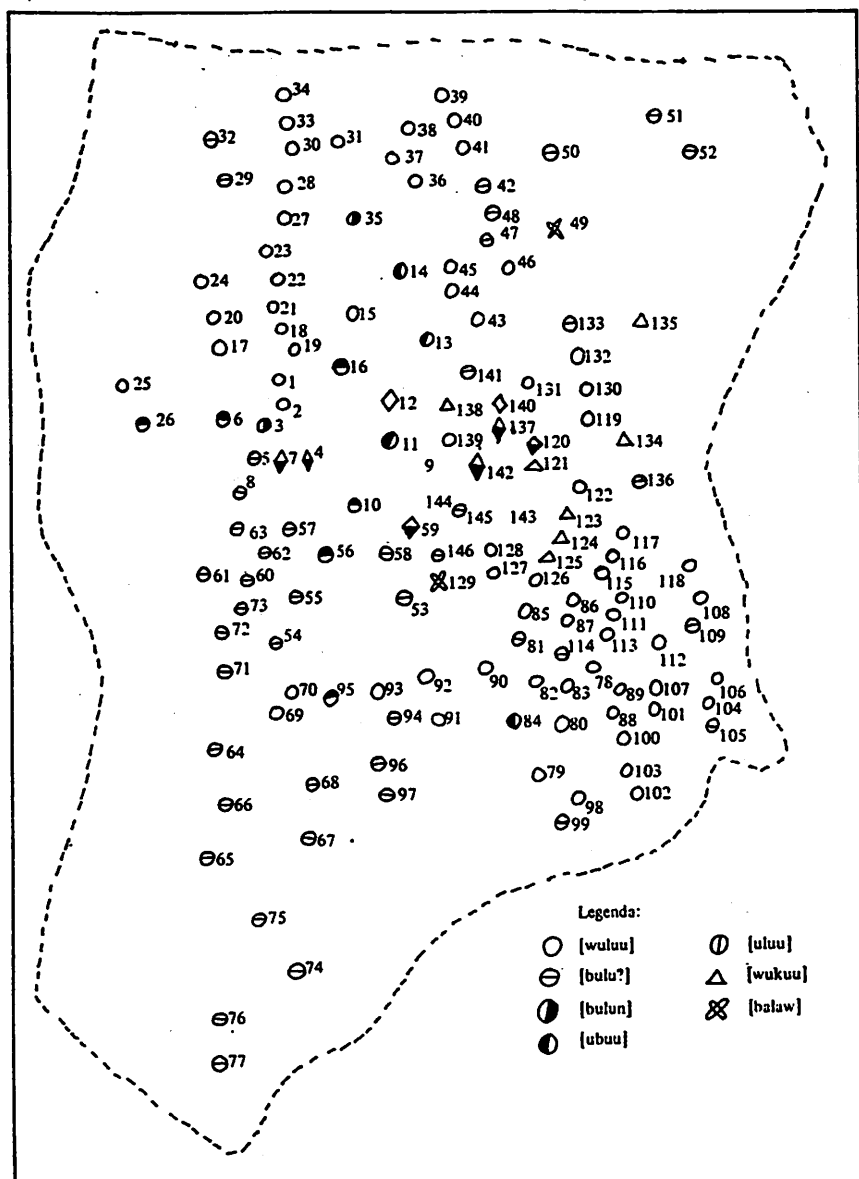 34 39
33 40 51
32 30 31 38 41 50 52
37
29 28 36 42
27 35 48 49
47
23
24 22 14 45 46
44
21 15
20 18 43 133 135
17 19 13 132
16 141
25 1 131 130
2 12 138 140
26 6 3 137 119
11 139 120 134
5 7 4 9 142 121
8 122 136
10 144 145 143 123
63 57 59 124 117
62 56 58 146 128 125 116
61 60 129 127 126 115 118
55 53 86 110 108
73 85 87 111 109
72 54 81 114 113 112
71 90 78
70 95 93 92 82 83 89 107 106
69 94 91 84 80 88 101 104
100 105
64 96 79 103
68 97 98 102
66 99
67
65
75
74
76
77
Legenda:
[wuluu] [uluu]
[bulu?] [wukuu]
[bulun] [balaw]
[ubuu]